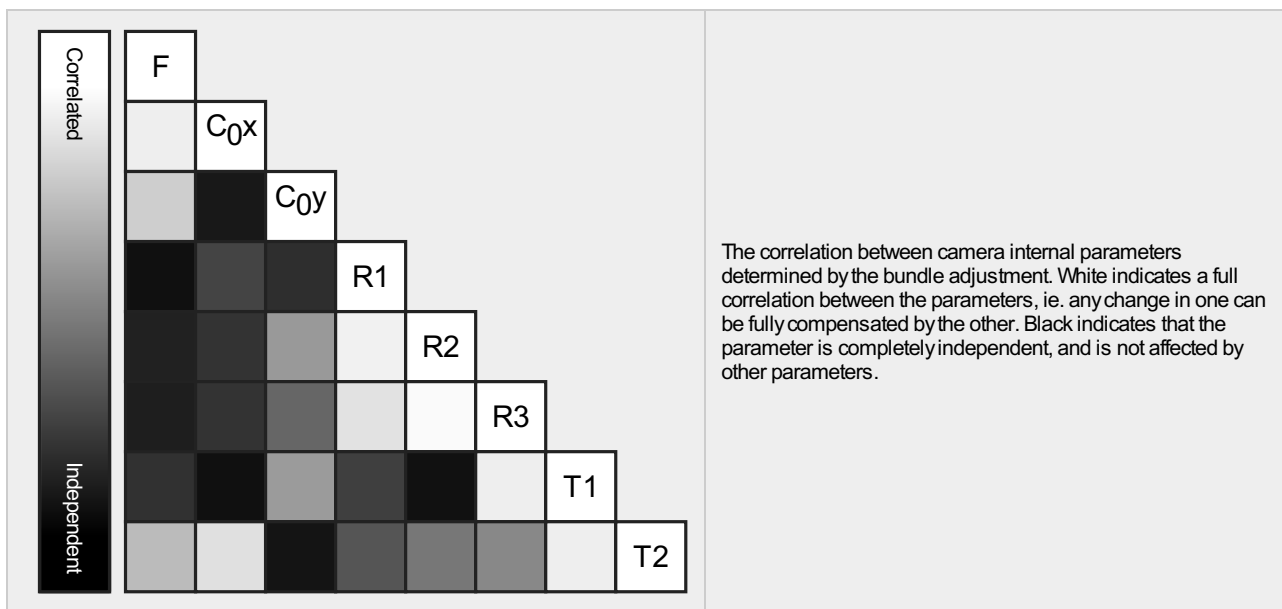 Correlated
Independent
F
C0x
C0y
R1
R2
R3
T1
T2
The correlation between camera internal parameters
determined by the bundle adjustment. White indicates a full
correlation between the parameters, ie. any change in one can
be fully compensated by the other. Black indicates that the
parameter is completely independent, and is not affected by
other parameters.